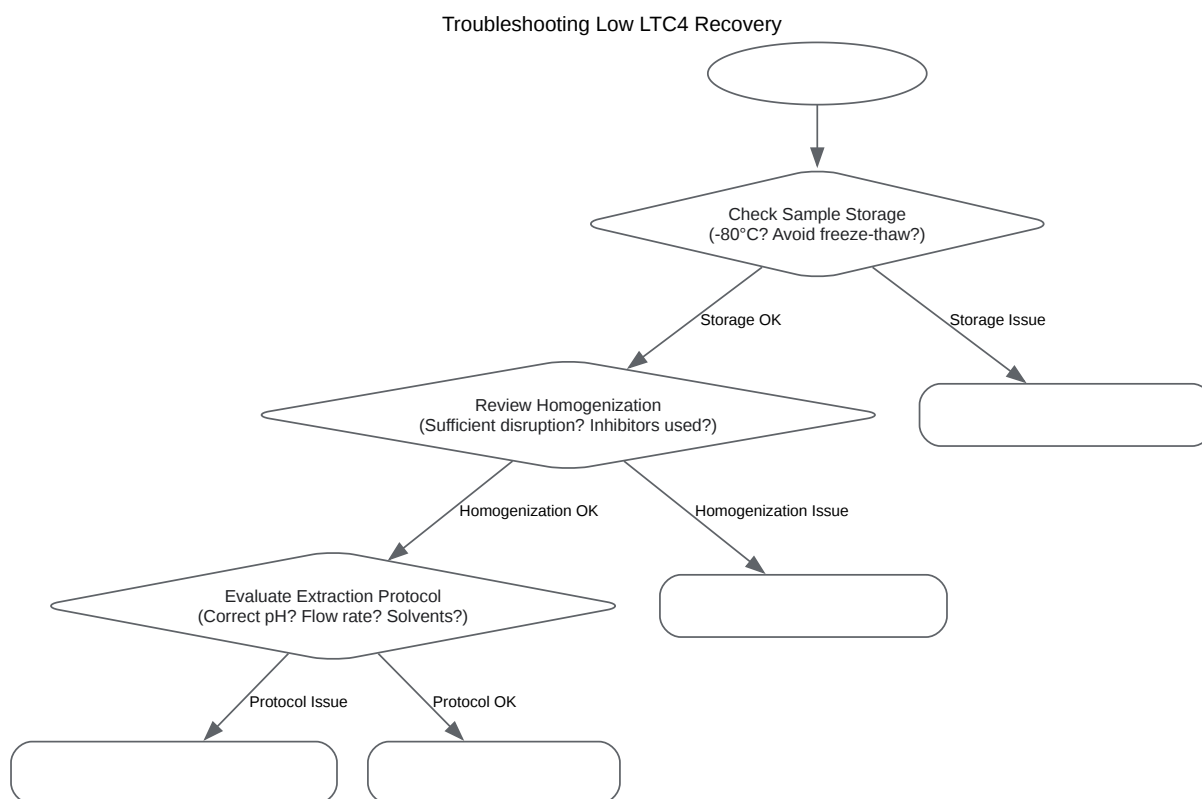 Troubleshooting Low LTC4 Recovery
Check Sample Storage
(-80°C? Avoid freeze-thaw?)
Storage OK
Storage Issue
Review Homogenization
(Sufficient disruption? Inhibitors used?)
Homogenization OK
Homogenization Issue
Evaluate Extraction Protocol
(Correct pH? Flow rate? Solvents?)
Protocol Issue
Protocol OK